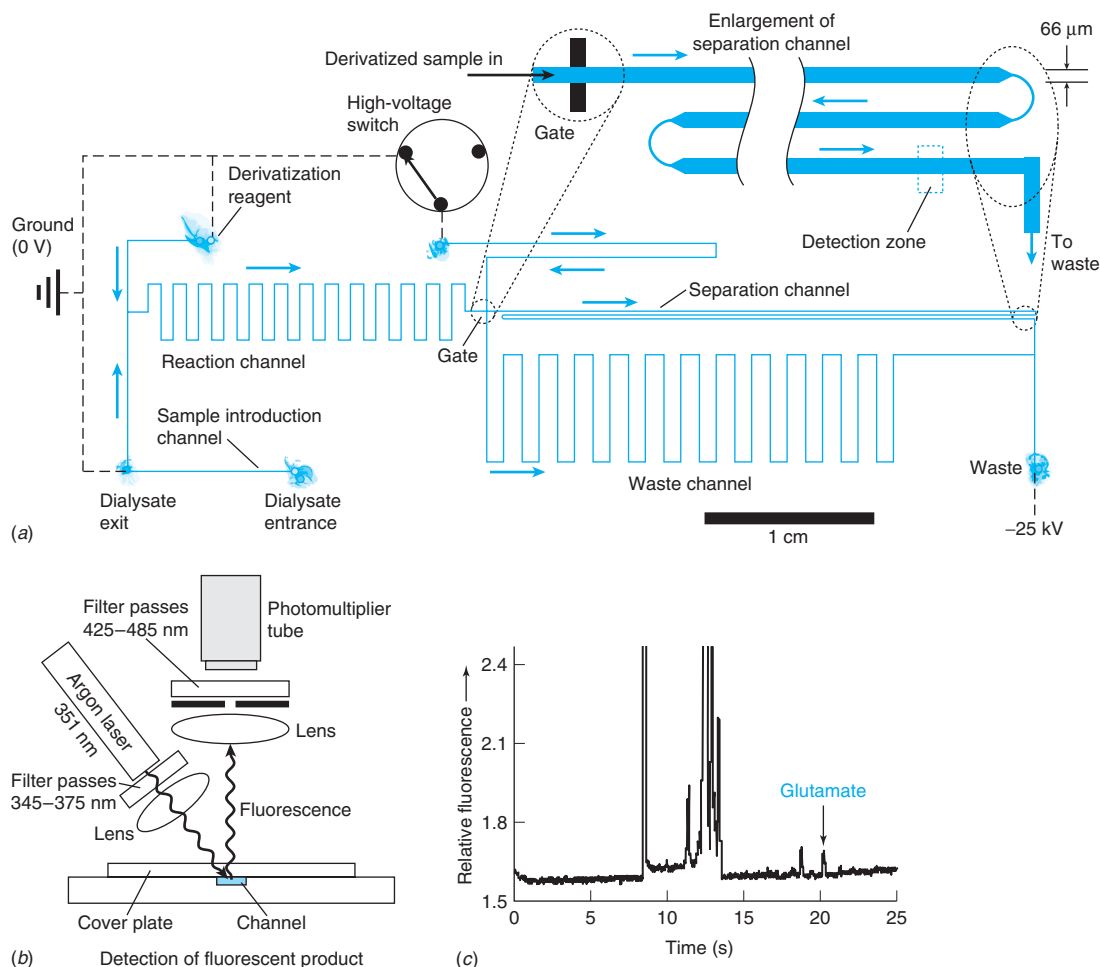 Enlargement of
separation channel
66 μm
Derivatized sample in
High-voltage
switch
Gate
Derivatization
reagent
Ground
(0 V)
Detection zone
To
waste
Separation channel
Gate
Reaction channel
Sample introduction
channel
Waste channel
Waste
Dialysate
exit
Dialysate
entrance
−25 kV
1 cm
(a)
Filter passes
425–485 nm
Photomultiplier
tube
Argon laser
351 nm
Lens
Filter passes
345–375 nm
Fluorescence
Lens
Cover plate
Channel
(b)
Detection of fluorescent product
Relative fluorescence
2.4
2.1
1.8
1.5
Glutamate
0
5
10
15
20
25
Time (s)
(c)